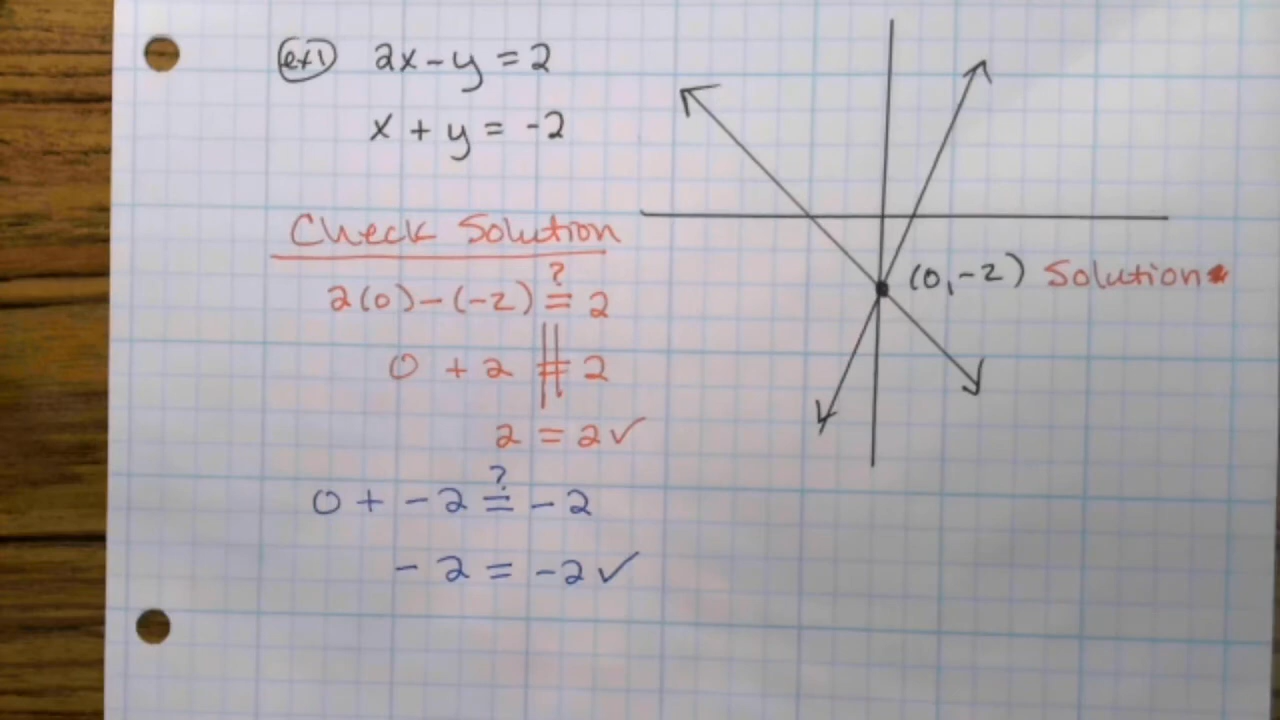 ex1 2x-y=2
x+y=-2
Check Solution
2(0)-(-2)≟2
0+2=2
2=2✓
0+-2≟-2
-2=-2✓
(0,-2) Solution